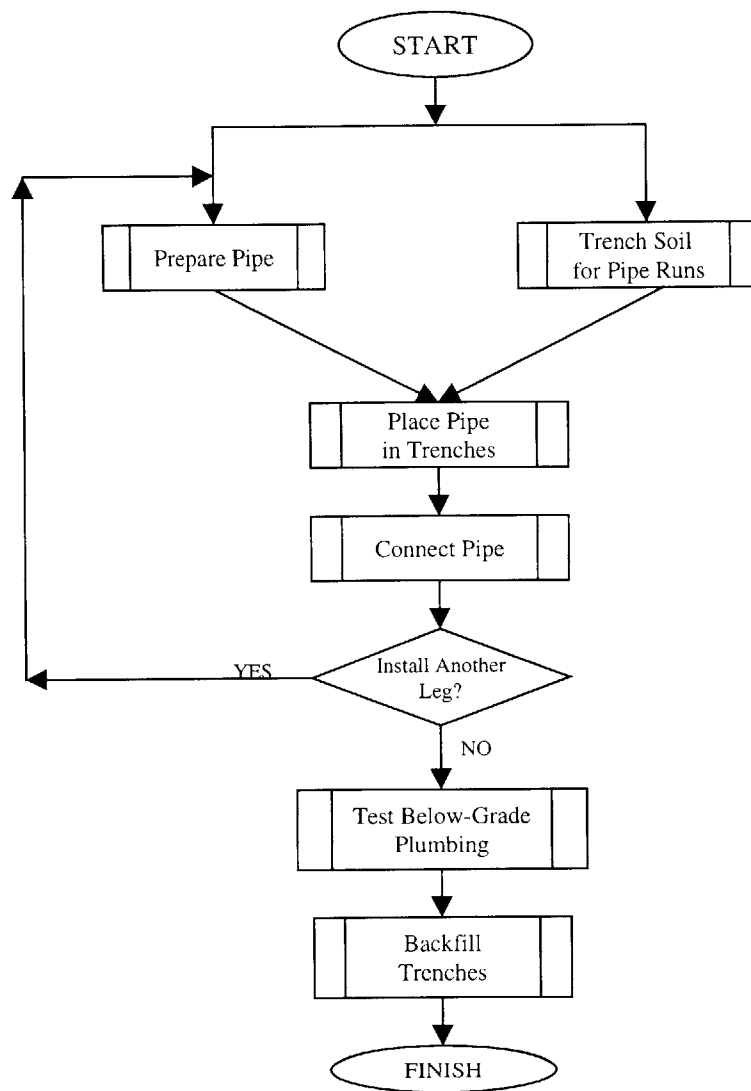 START
Prepare Pipe
Trench Soil
for Pipe Runs
Place Pipe
in Trenches
Connect Pipe
Install Another
Leg?
YES
NO
Test Below-Grade
Plumbing
Backfill
Trenches
FINISH